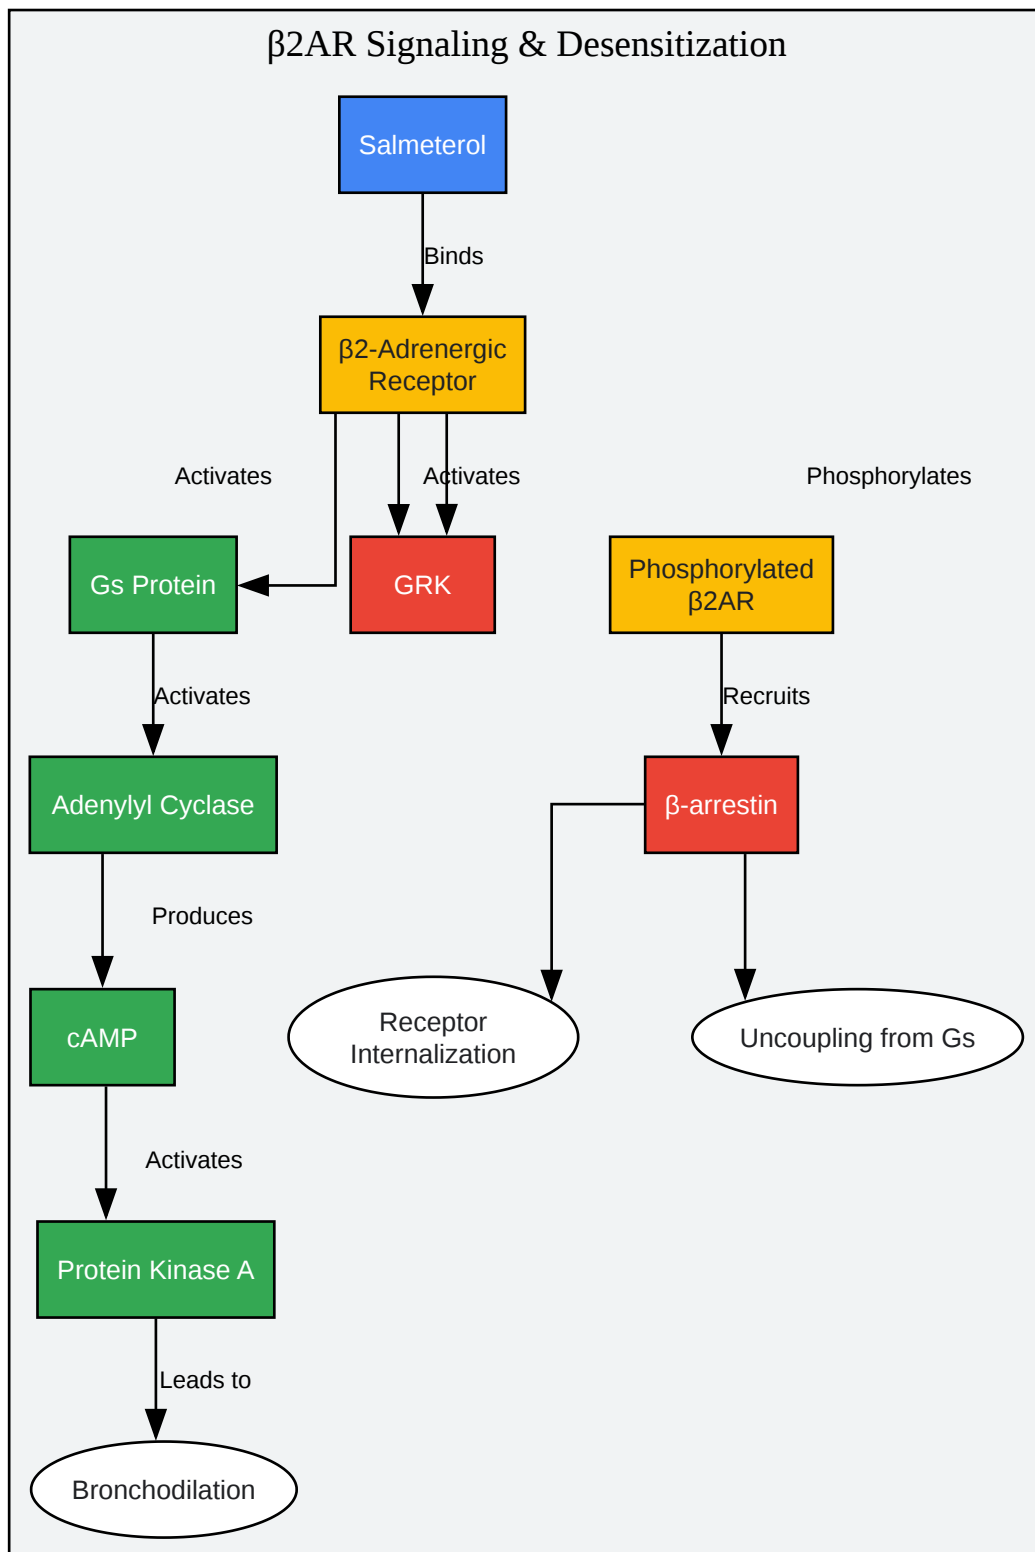 β2AR Signaling & Desensitization
Salmeterol
Binds
β2-Adrenergic
Receptor
Activates
Activates
Phosphorylates
Gs Protein
GRK
Phosphorylated
β2AR
Activates
Recruits
Adenylyl Cyclase
β-arrestin
Produces
cAMP
Receptor
Internalization
Uncoupling from Gs
Activates
Protein Kinase A
Leads to
Bronchodilation